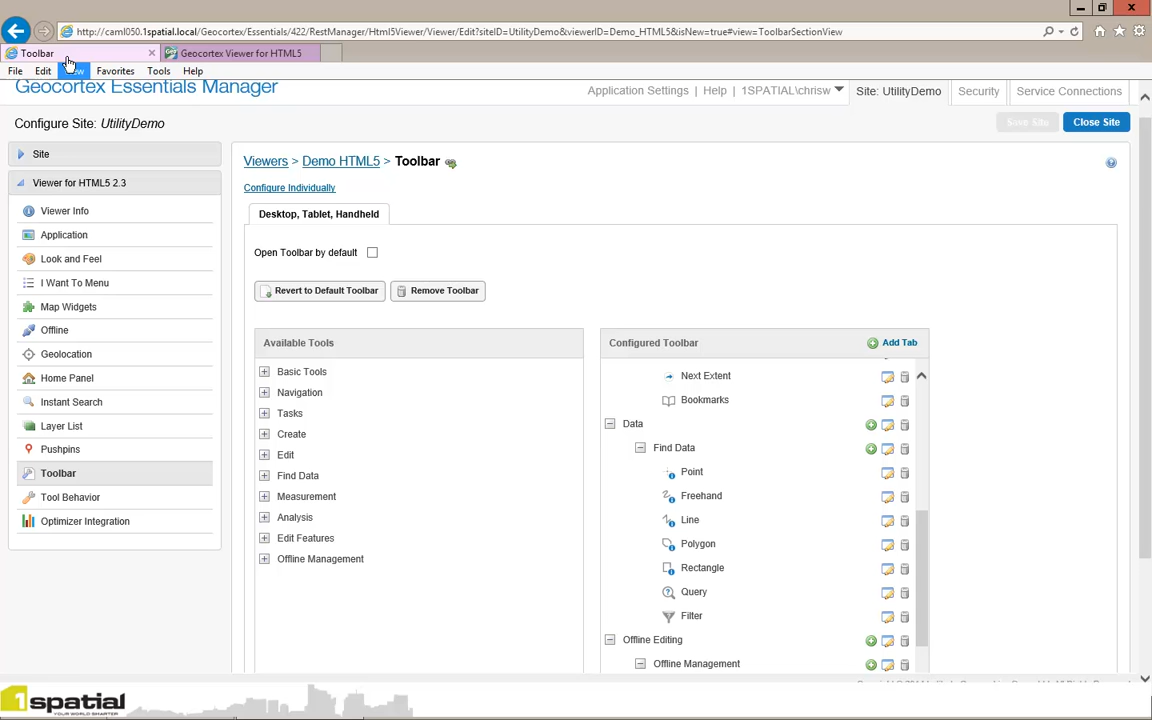 http://caml050.1spatial.local/Geocortex/Essentials/422/RestManager/Html5Viewer/Viewer/Edit?siteID=UtilityDemo&viewerID=Demo_HTML5&isNew=true#view=ToolbarSectionView
Toolbar
Geocortex Viewer for HTML5
File Edit Favorites Tools Help
Geocortex Essentials Manager
Application Settings | Help | 1SPATIAL\chrisw
Site: UtilityDemo
Security
Service Connections
Configure Site: UtilityDemo
Save Site
Close Site
Site
Viewer for HTML5 2.3
Viewer Info
Application
Look and Feel
I Want To Menu
Map Widgets
Offline
Geolocation
Home Panel
Instant Search
Layer List
Pushpins
Toolbar
Tool Behavior
Optimizer Integration
Viewers > Demo HTML5 > Toolbar
Configure Individually
Desktop, Tablet, Handheld
Open Toolbar by default
Revert to Default Toolbar
Remove Toolbar
Available Tools
Basic Tools
Navigation
Tasks
Create
Edit
Find Data
Measurement
Analysis
Edit Features
Offline Management
Configured Toolbar
Add Tab
Next Extent
Bookmarks
Data
Find Data
Point
Freehand
Line
Polygon
Rectangle
Query
Filter
Offline Editing
Offline Management
1spatial
YOUR WORLD SMARTER